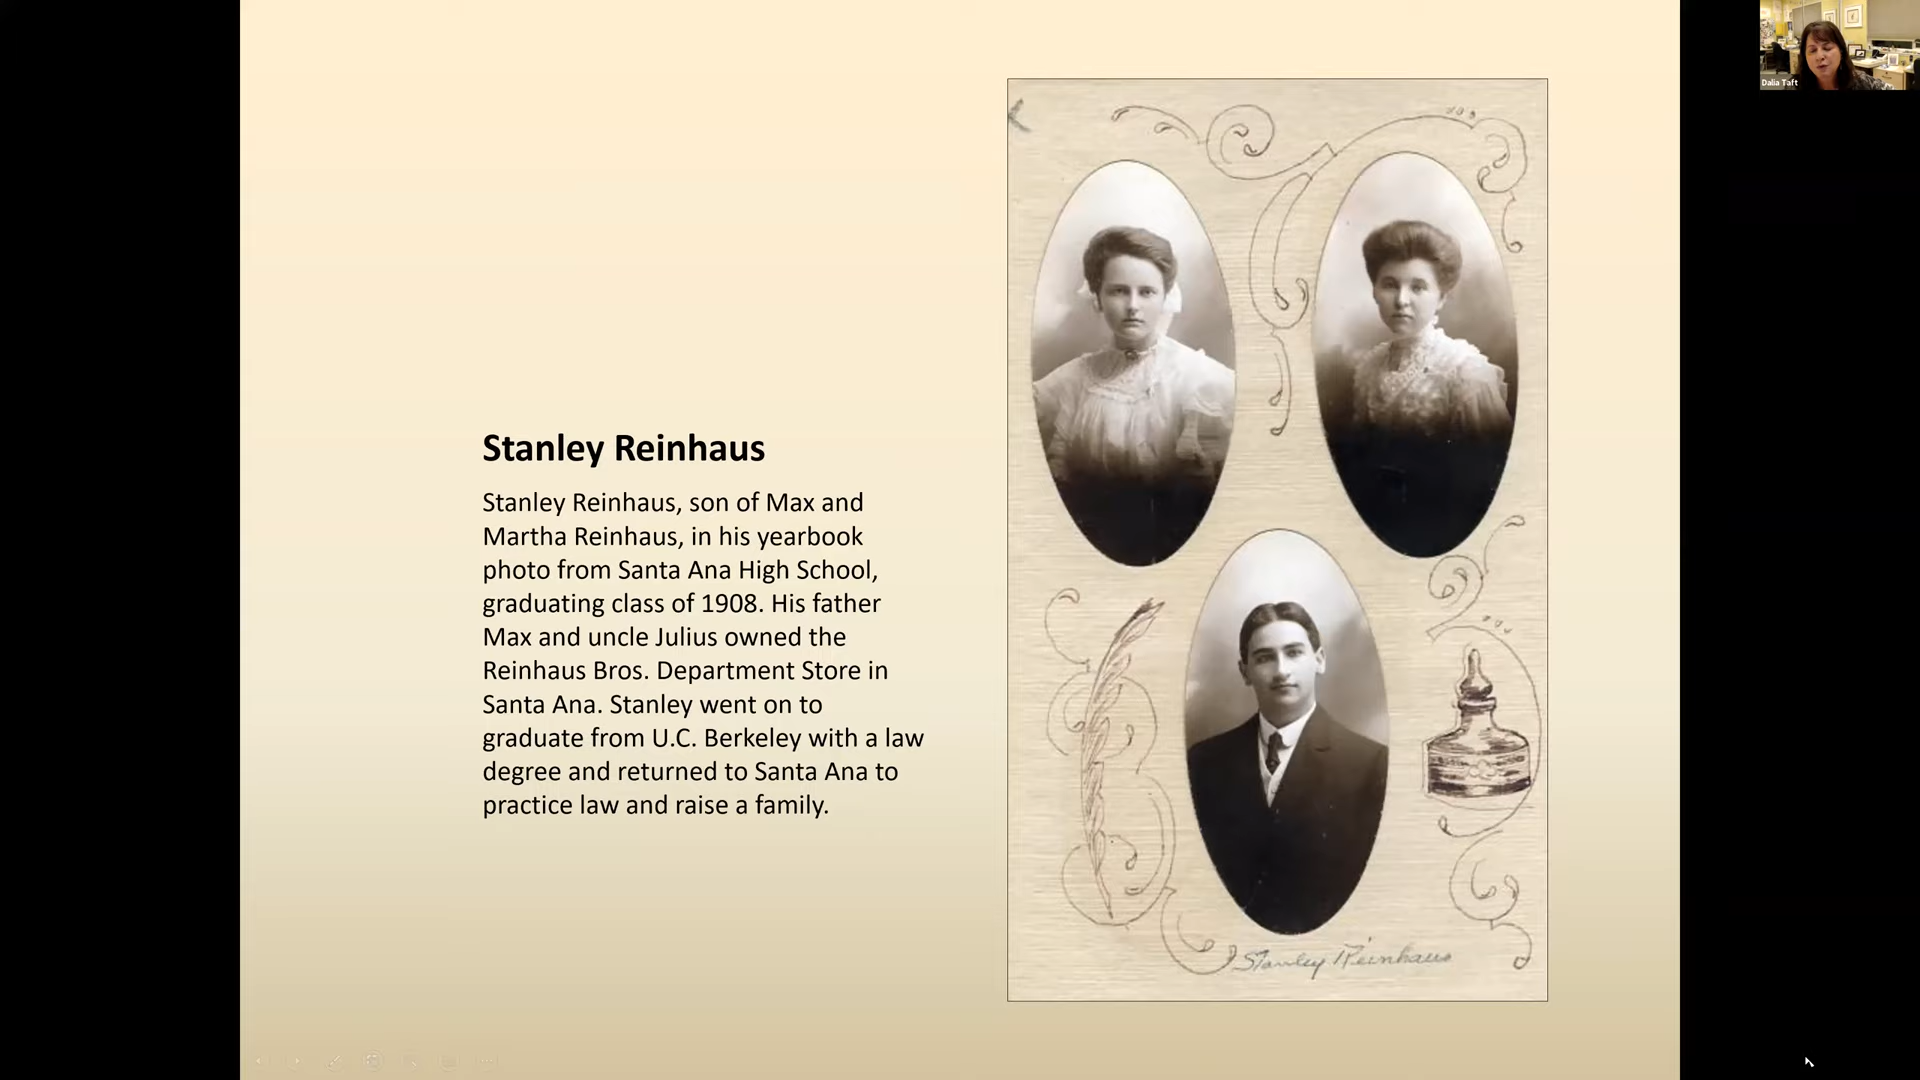 Dalia Taft
Stanley Reinhaus
Stanley Reinhaus, son of Max and
Martha Reinhaus, in his yearbook
photo from Santa Ana High School,
graduating class of 1908. His father
Max and uncle Julius owned the
Reinhaus Bros. Department Store in
Santa Ana. Stanley went on to
graduate from U.C. Berkeley with a law
degree and returned to Santa Ana to
practice law and raise a family.
Stanley Reinhaus